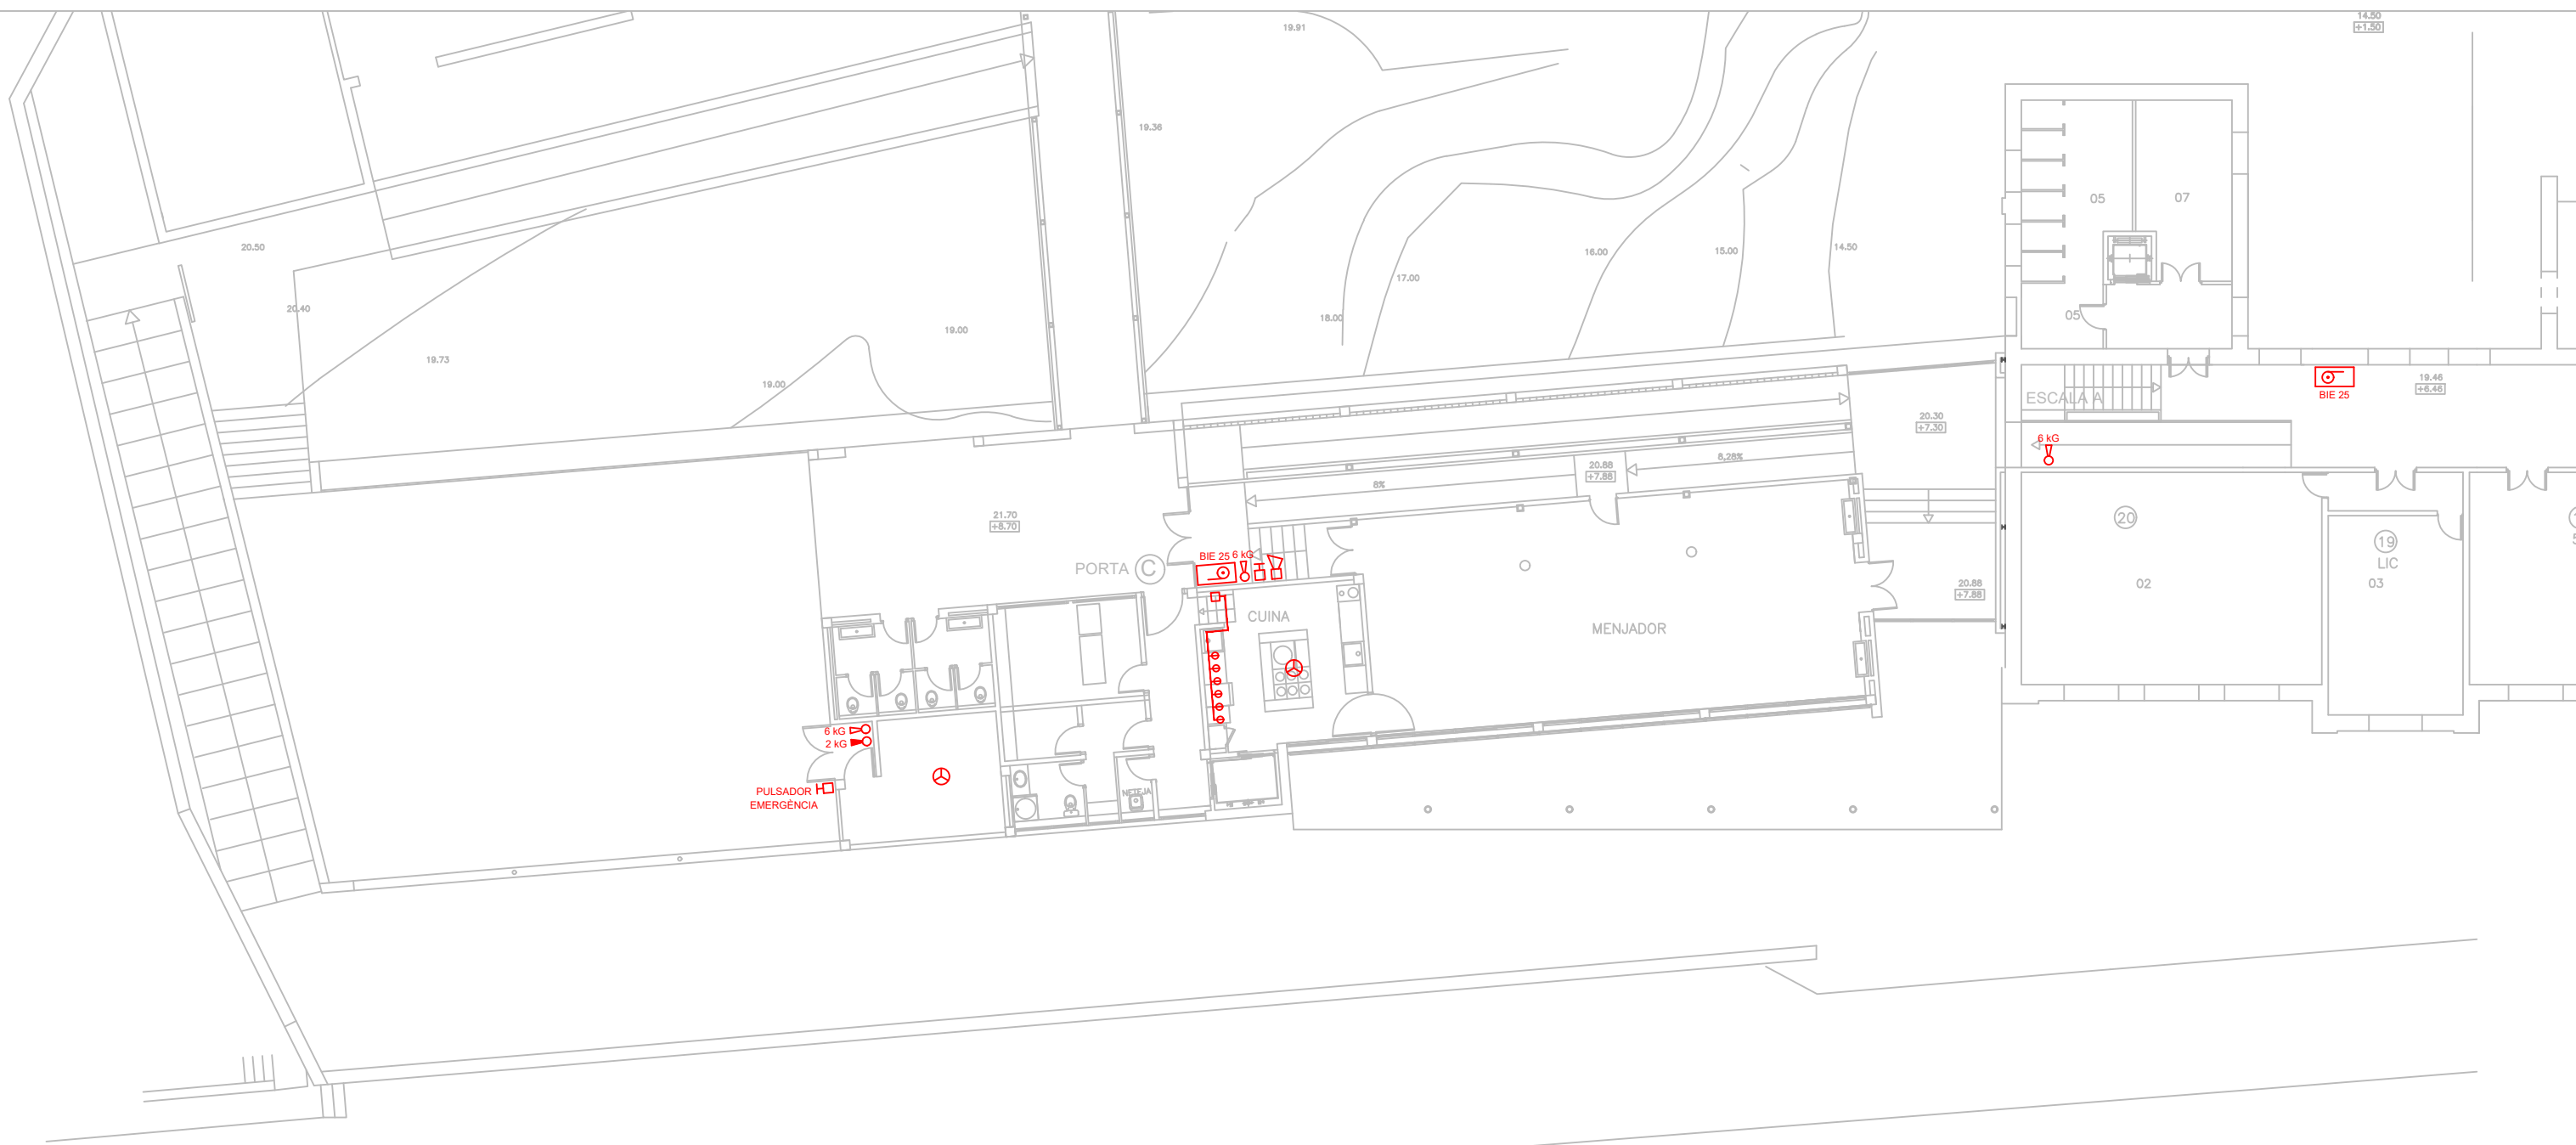 14.50
+1.50
19.91
19.36
05
07
20.50
20.40
19.73
19.00
19.00
18.00
17.00
16.00
15.00
14.50
05
ESCALA A
BIE 25
19.46
+6.46
20.30
+7.30
6 kG
20.88
+7.88
8,28%
8%
21.70
+8.70
PORTA C
BIE 25 6 kG
CUINA
MENJADOR
20.88
+7.88
20
02
19
LIC
03
6 kG
2 kG
PULSADOR
EMERGÈNCIA
NETEJA